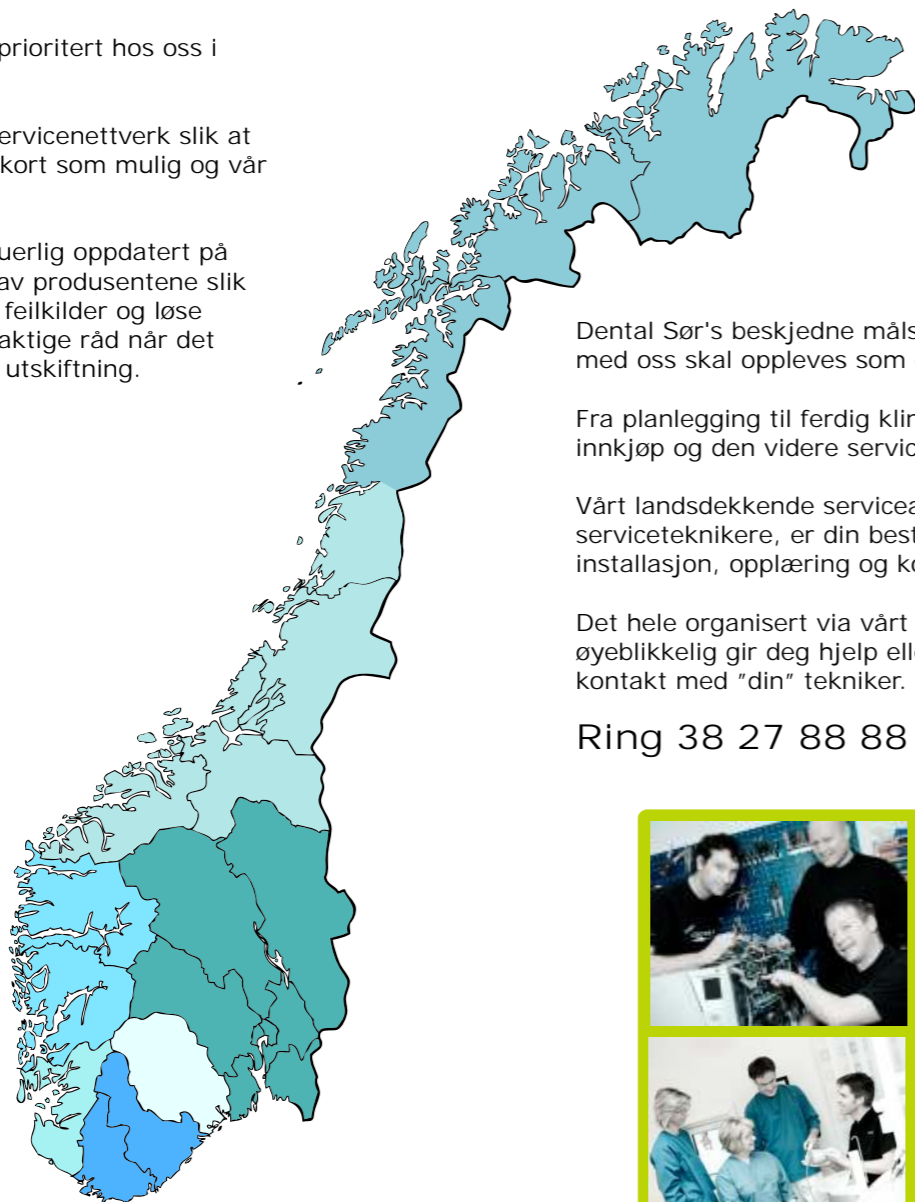 prioritert hos oss i
ervicenettverk slik at
kort som mulig og vår
uerlig oppdatert på
av produsentene slik
feilkilder og løse
aktige råd når det
utskiftning.
Dental Sør's beskjedne måls
med oss skal oppleves som
Fra planlegging til ferdig klin
innkjøp og den videre servic
Vårt landsdekkende servicea
serviceteknikere, er din best
installasjon, opplæring og ko
Det hele organisert via vårt
øyeblikkelig gir deg hjelp elle
kontakt med ”din” tekniker.
Ring 38 27 88 88